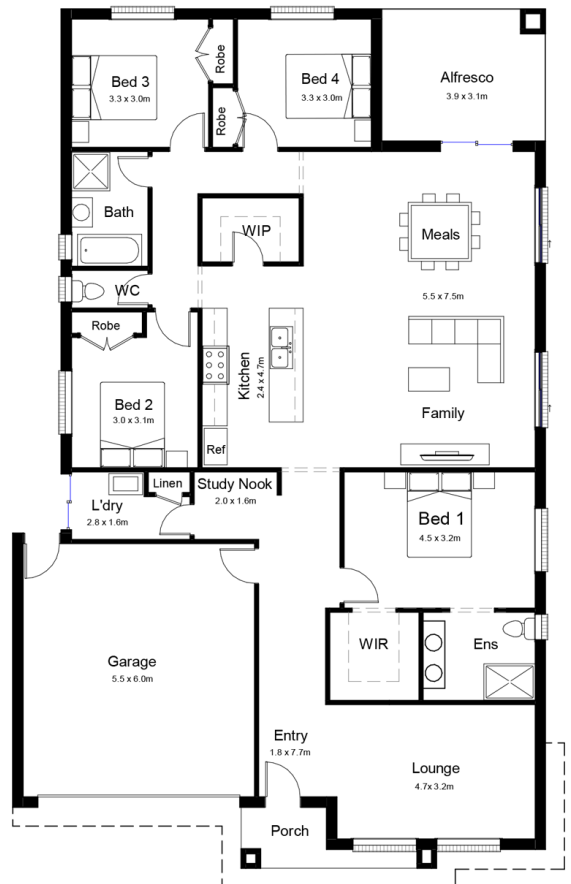 Bed 3
3.3 x 3.0m
Robe
Robe
Bed 4
3.3 x 3.0m
Alfresco
3.9 x 3.1m
Bath
WIP
Meals
5.5 x 7.5m
WC
Robe
Kitchen
2.4 x 4.7m
Bed 2
3.0 x 3.1m
Family
Ref
Linen
Study Nook
2.0 x 1.6m
L'dry
2.8 x 1.6m
Bed 1
4.5 x 3.2m
WIR
Ens
Garage
5.5 x 6.0m
Entry
1.8 x 7.7m
Lounge
4.7x 3.2m
Porch